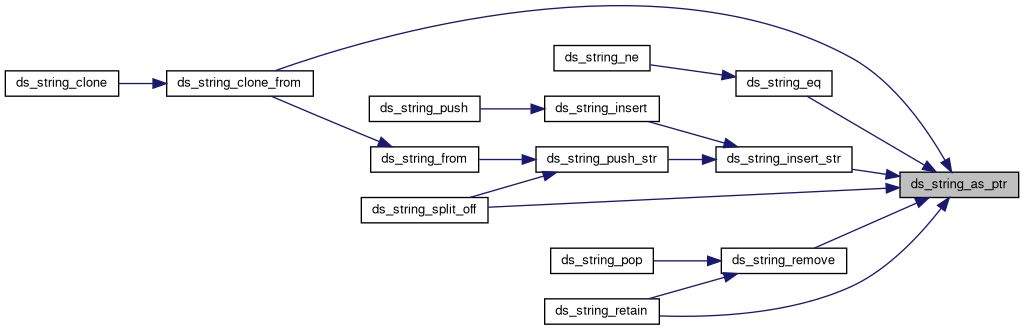 ds_string_ne
ds_string_clone
ds_string_clone_from
ds_string_eq
ds_string_push
ds_string_insert
ds_string_from
ds_string_push_str
ds_string_insert_str
ds_string_as_ptr
ds_string_split_off
ds_string_pop
ds_string_remove
ds_string_retain